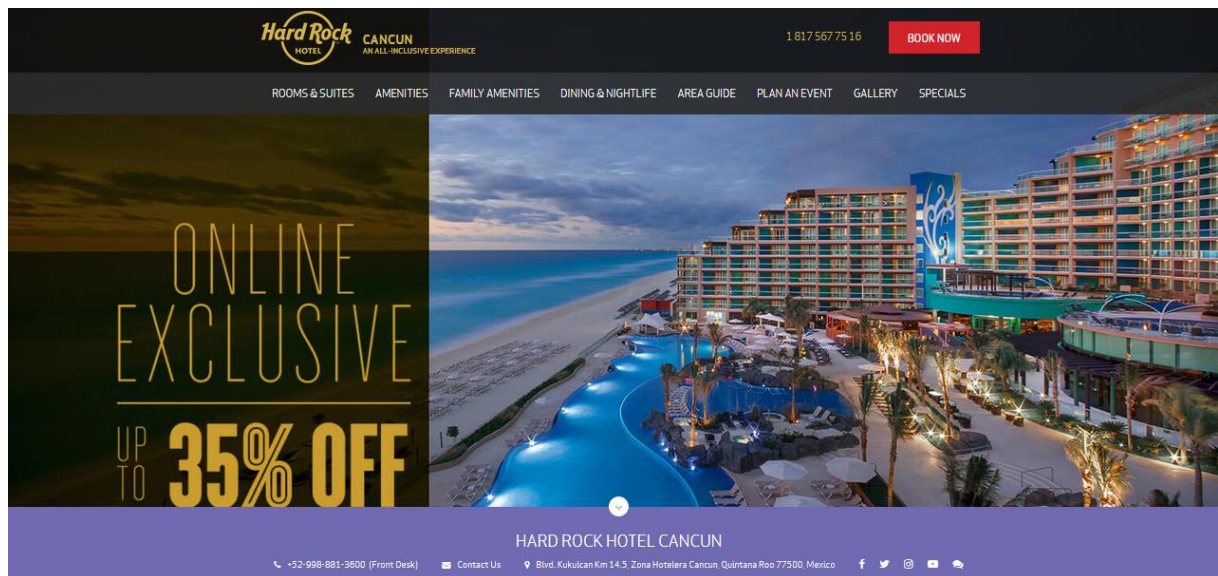 Hard Rock
HOTEL
CANCUN
AN ALL-INCLUSIVE EXPERIENCE
1 817 567 75 16
BOOK NOW
ROOMS & SUITES AMENITIES FAMILY AMENITIES DINING & NIGHTLIFE AREA GUIDE PLAN AN EVENT GALLERY SPECIALS
ONLINE
EXCLUSIVE
UP TO 35% OFF
HARD ROCK HOTEL CANCUN
+52-998-881-3600 (Front Desk) Contact Us Blvd. Kukulcan Km 14.5, Zona Hotelera Cancun, Quintana Roo 77500, Mexico